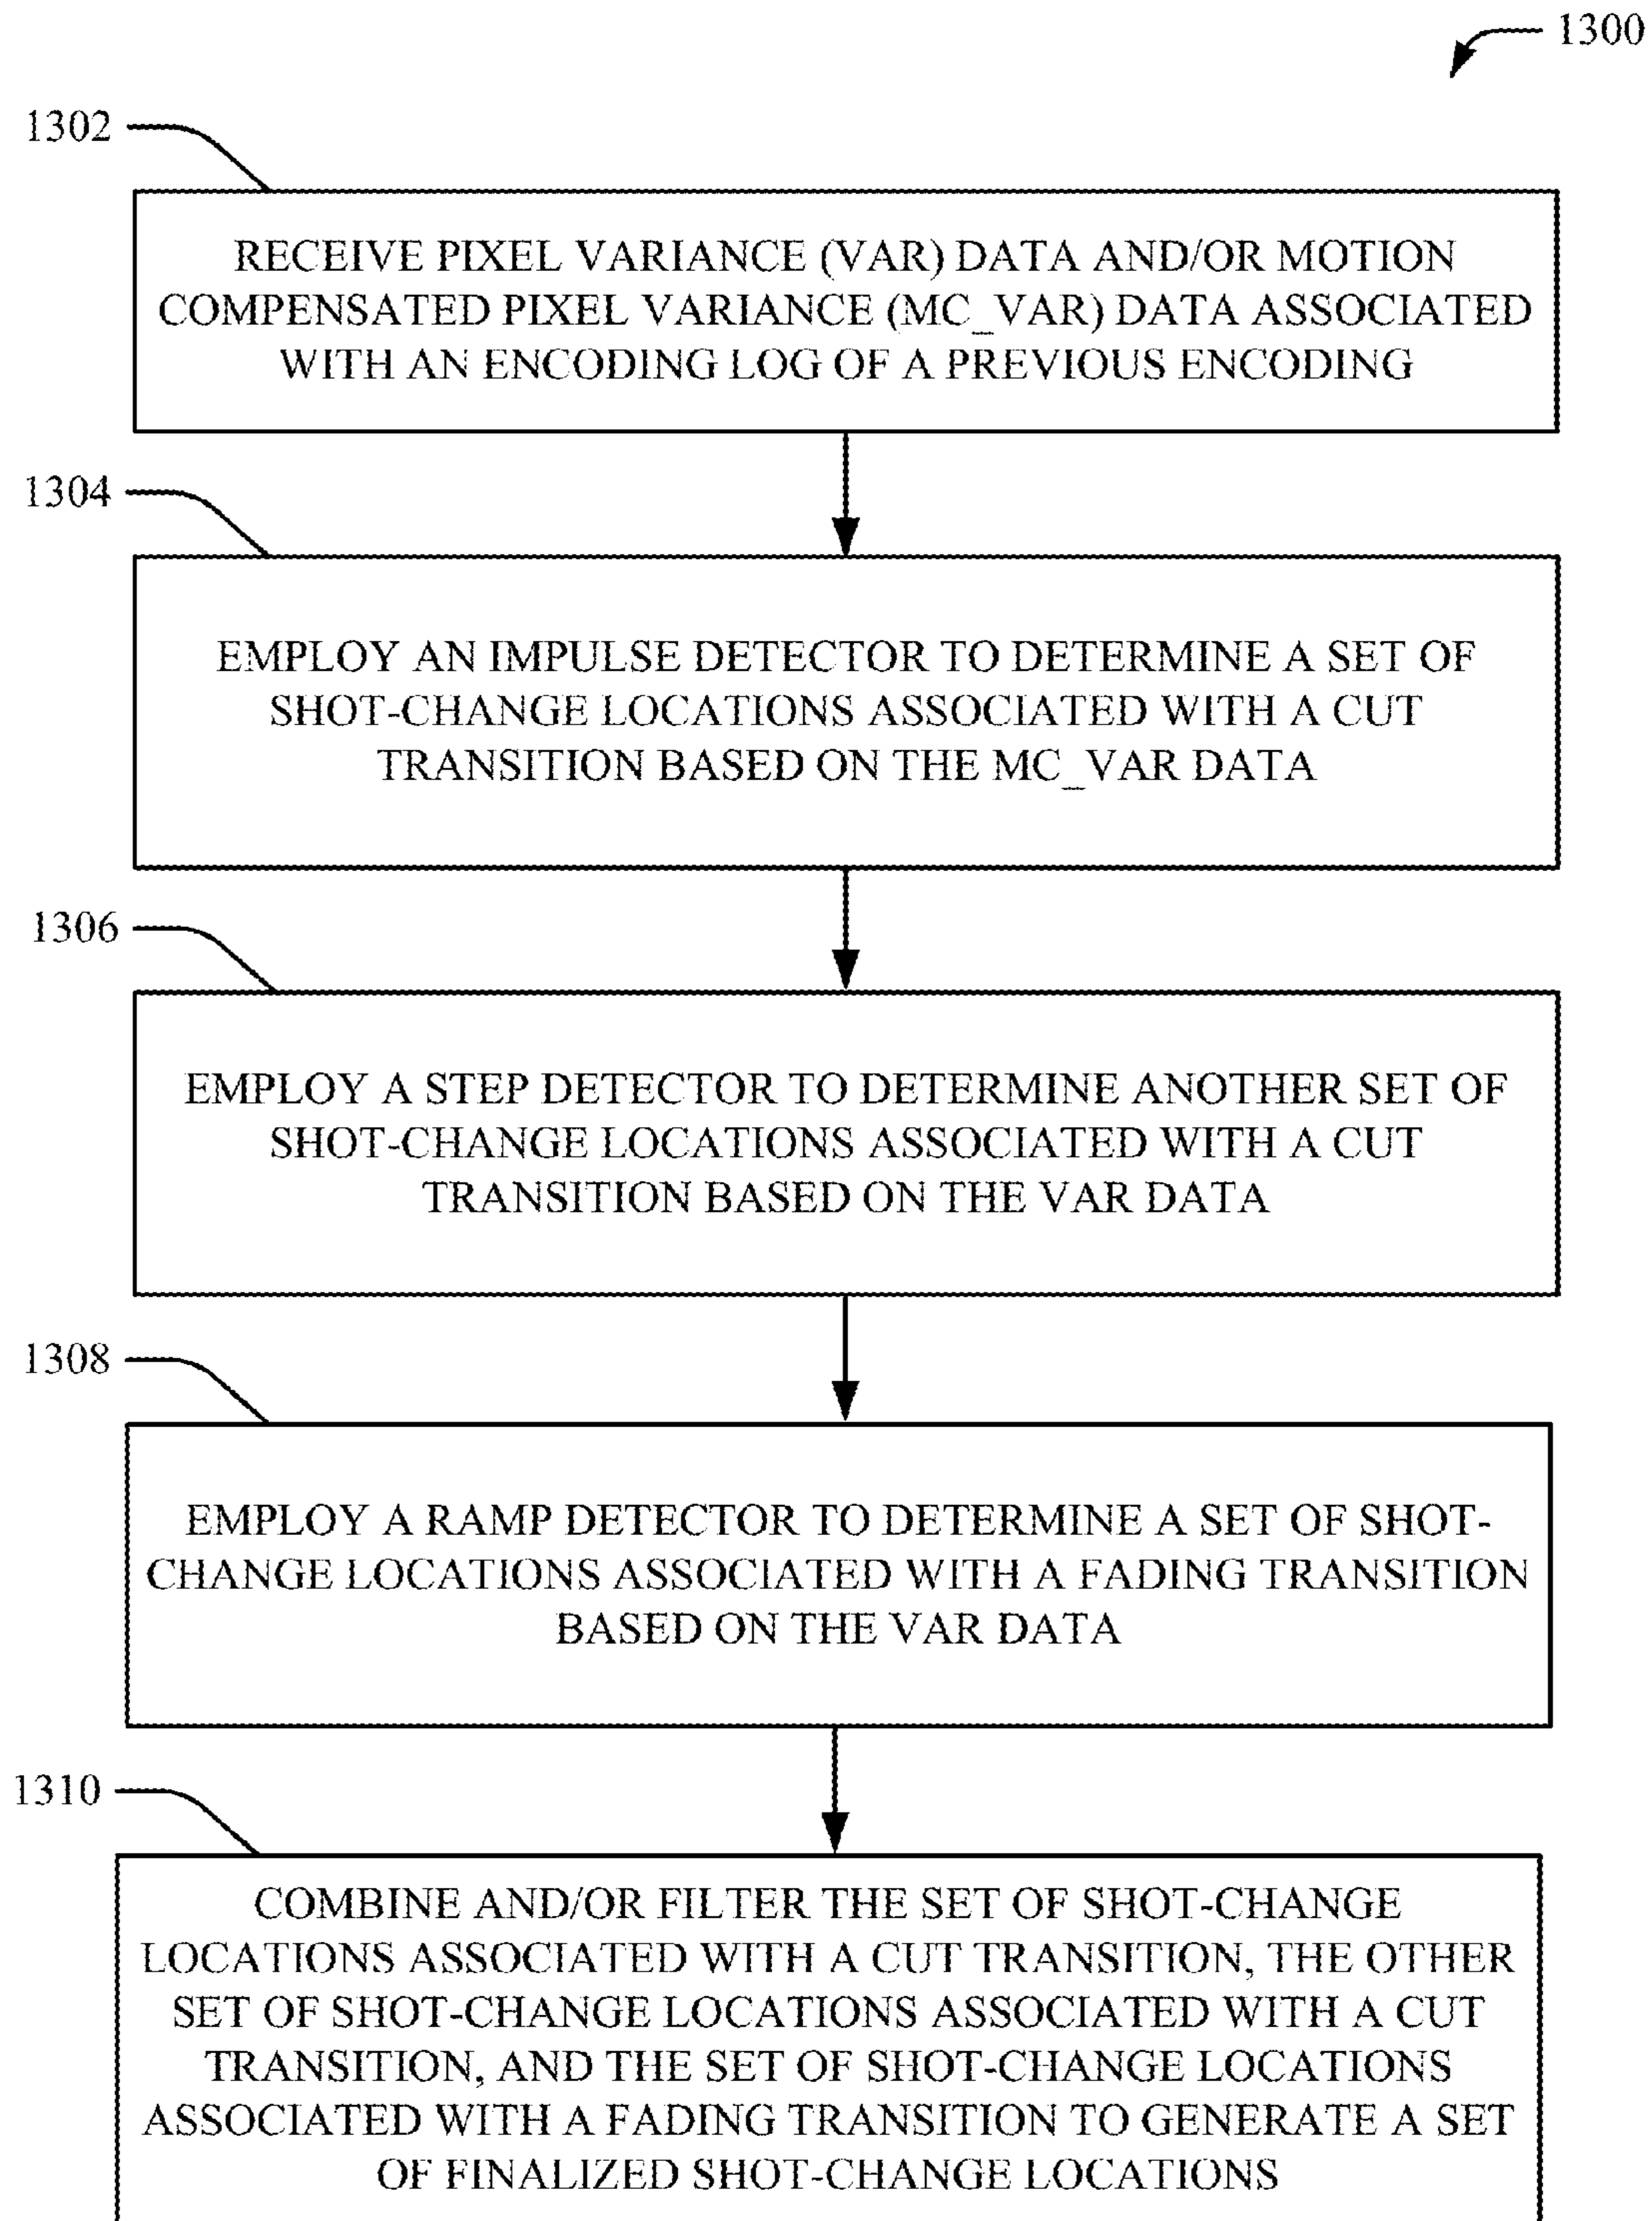 1300
1302
RECEIVE PIXEL VARIANCE (VAR) DATA AND/OR MOTION
COMPENSATED PIXEL VARIANCE (MC_VAR) DATA ASSOCIATED
WITH AN ENCODING LOG OF A PREVIOUS ENCODING
1304
EMPLOY AN IMPULSE DETECTOR TO DETERMINE A SET OF
SHOT-CHANGE LOCATIONS ASSOCIATED WITH A CUT
TRANSITION BASED ON THE MC_VAR DATA
1306
EMPLOY A STEP DETECTOR TO DETERMINE ANOTHER SET OF
SHOT-CHANGE LOCATIONS ASSOCIATED WITH A CUT
TRANSITION BASED ON THE VAR DATA
1308
EMPLOY A RAMP DETECTOR TO DETERMINE A SET OF SHOT-
CHANGE LOCATIONS ASSOCIATED WITH A FADING TRANSITION
BASED ON THE VAR DATA
1310
COMBINE AND/OR FILTER THE SET OF SHOT-CHANGE
LOCATIONS ASSOCIATED WITH A CUT TRANSITION, THE OTHER
SET OF SHOT-CHANGE LOCATIONS ASSOCIATED WITH A CUT
TRANSITION, AND THE SET OF SHOT-CHANGE LOCATIONS
ASSOCIATED WITH A FADING TRANSITION TO GENERATE A SET
OF FINALIZED SHOT-CHANGE LOCATIONS